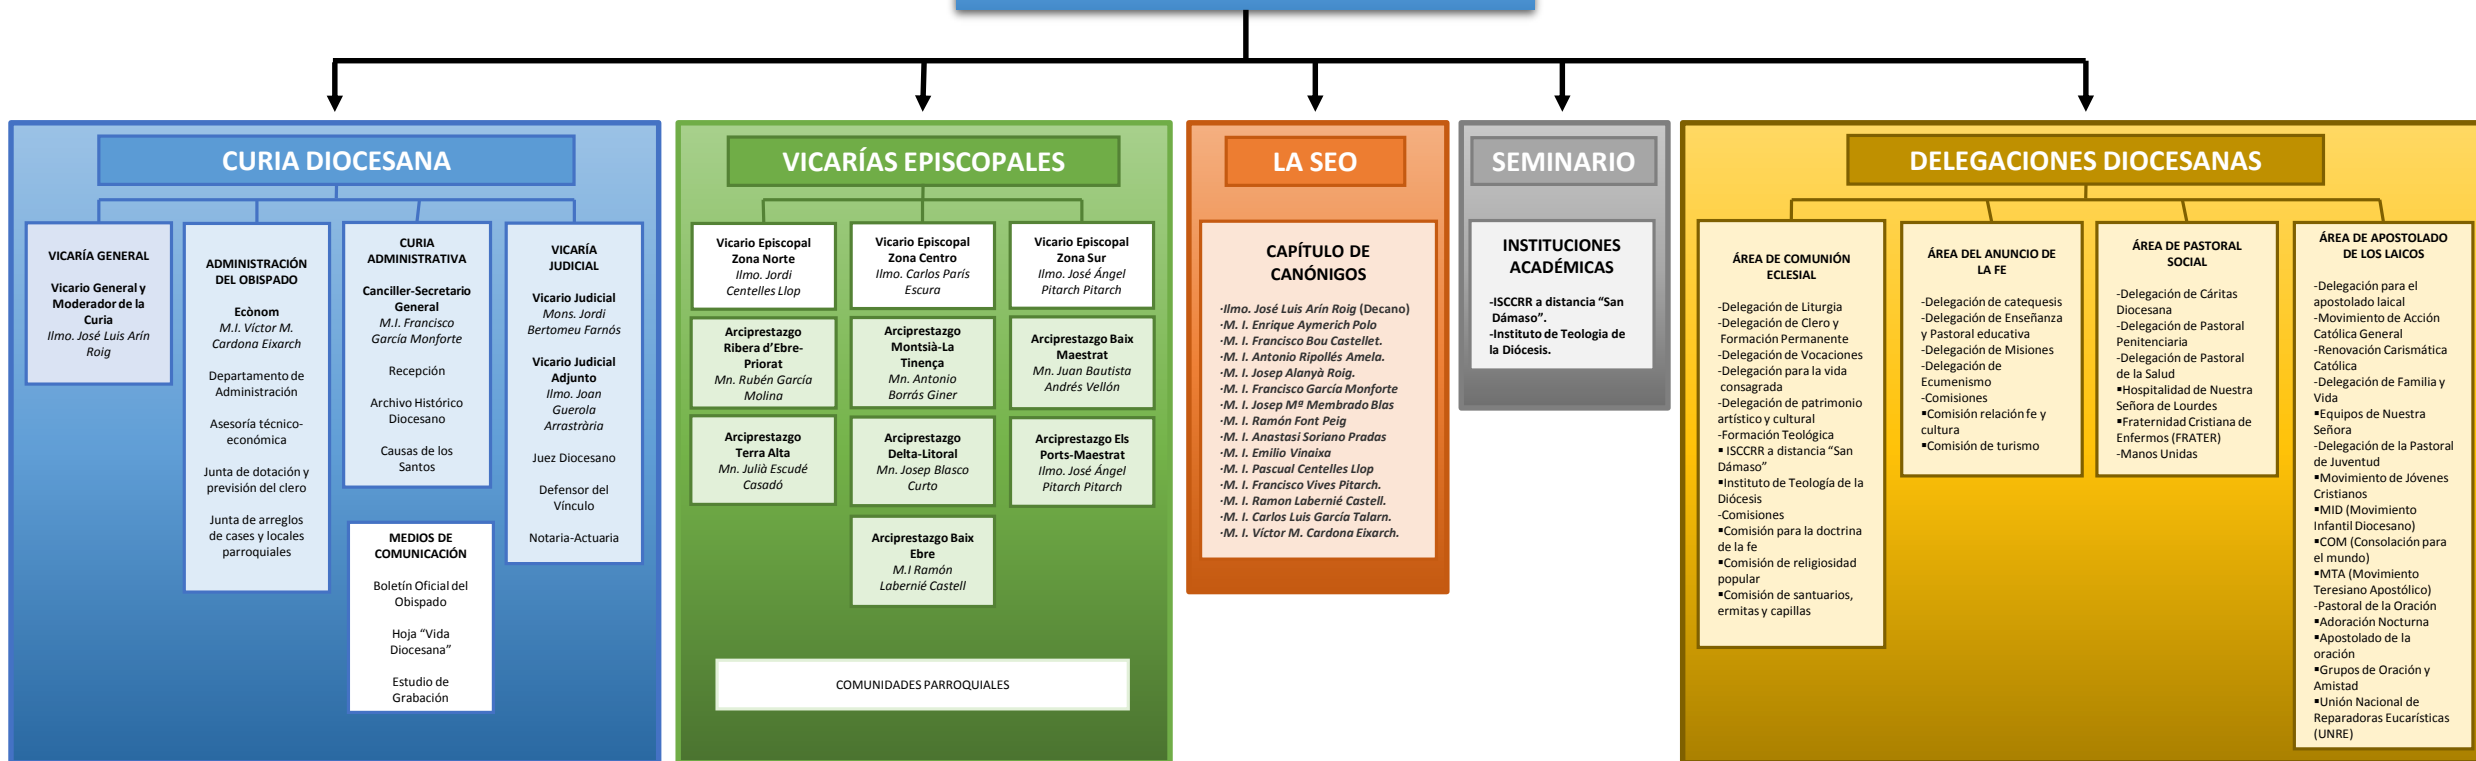 CURIA DIOCESANA
VICARÍA GENERAL
Vicario General y
Moderador de la
Curia
Ilmo. José Luis Arín
Roig
ADMINISTRACIÓN
DEL OBISPADO
Ecònom
M.I. Víctor M.
Cardona Eixarch
Departamento de
Administración
Asesoría técnico-
económica
Junta de dotación y
previsión del clero
Junta de arreglos
de cases y locales
parroquiales
CURIA
ADMINISTRATIVA
Canciller-Secretario
General
M.I. Francisco
García Monforte
Recepción
Archivo Histórico
Diocesano
Causas de los
Santos
MEDIOS DE
COMUNICACIÓN
Boletín Oficial del
Obispado
Hoja “Vida
Diocesana”
Estudio de
Grabación
VICARÍA
JUDICIAL
Vicario Judicial
Mons. Jordi
Bertomeu Farnós
Vicario Judicial
Adjunto
Ilmo. Joan
Guerola
Arrastrària
Juez Diocesano
Defensor del
Vínculo
Notaria-Actuaria
VICARÍAS EPISCOPALES
Vicario Episcopal
Zona Norte
Ilmo. Jordi
Centelles Llop
Vicario Episcopal
Zona Centro
Ilmo. Carlos París
Escura
Vicario Episcopal
Zona Sur
Ilmo. José Ángel
Pitarch Pitarch
Arciprestazgo
Ribera d’Ebre-
Priorat
Mn. Rubén García
Molina
Arciprestazgo
Montsià-La
Tinença
Mn. Antonio
Borrás Giner
Arciprestazgo Baix
Maestrat
Mn. Juan Bautista
Andrés Vellón
Arciprestazgo
Terra Alta
Mn. Julià Escudé
Casadó
Arciprestazgo
Delta-Litoral
Mn. Josep Blasco
Curto
Arciprestazgo Els
Ports-Maestrat
Ilmo. José Ángel
Pitarch Pitarch
Arciprestazgo Baix
Ebre
M.I Ramón
Labernié Castell
COMUNIDADES PARROQUIALES
LA SEO
CAPÍTULO DE
CANÓNIGOS
·Ilmo. José Luis Arín Roig (Decano)
·M. I. Enrique Aymerich Polo
·M. I. Francisco Bou Castellet.
·M. I. Antonio Ripollés Amela.
·M. I. Josep Alanyà Roig.
·M. I. Francisco García Monforte
·M. I. Josep Mª Membrado Blas
·M. I. Ramón Font Peig
·M. I. Anastasi Soriano Pradas
·M. I. Emilio Vinaixa
·M. I. Pascual Centelles Llop
·M. I. Francisco Vives Pitarch.
·M. I. Ramon Labernié Castell.
·M. I. Carlos Luis García Talarn.
·M. I. Víctor M. Cardona Eixarch.
SEMINARIO
INSTITUCIONES
ACADÉMICAS
-ISCCRR a distancia “San
Dámaso”.
-Instituto de Teologia de
la Diócesis.
DELEGACIONES DIOCESANAS
ÁREA DE COMUNIÓN
ECLESIAL
-Delegación de Liturgia
-Delegación de Clero y
Formación Permanente
-Delegación de Vocaciones
-Delegación para la vida
consagrada
-Delegación de patrimonio
artístico y cultural
-Formación Teológica
▪ ISCCRR a distancia “San
Dámaso”
▪Instituto de Teología de la
Diócesis
-Comisiones
▪Comisión para la doctrina
de la fe
▪Comisión de religiosidad
popular
▪Comisión de santuarios,
ermitas y capillas
ÁREA DEL ANUNCIO DE
LA FE
-Delegación de catequesis
-Delegación de Enseñanza
y Pastoral educativa
-Delegación de Misiones
-Delegación de
Ecumenismo
-Comisiones
▪Comisión relación fe y
cultura
▪Comisión de turismo
ÁREA DE PASTORAL
SOCIAL
-Delegación de Cáritas
Diocesana
-Delegación de Pastoral
Penitenciaria
-Delegación de Pastoral
de la Salud
▪Hospitalidad de Nuestra
Señora de Lourdes
▪Fraternidad Cristiana de
Enfermos (FRATER)
-Manos Unidas
ÁREA DE APOSTOLADO
DE LOS LAICOS
-Delegación para el
apostolado laical
-Movimiento de Acción
Católica General
-Renovación Carismática
Católica
-Delegación de Familia y
Vida
▪Equipos de Nuestra
Señora
-Delegación de la Pastoral
de Juventud
▪Movimiento de Jóvenes
Cristianos
▪MID (Movimiento
Infantil Diocesano)
▪COM (Consolación para
el mundo)
▪MTA (Movimiento
Teresiano Apostólico)
-Pastoral de la Oración
▪Adoración Nocturna
▪Apostolado de la
oración
▪Grupos de Oración y
Amistad
▪Unión Nacional de
Reparadoras Eucarísticas
(UNRE)